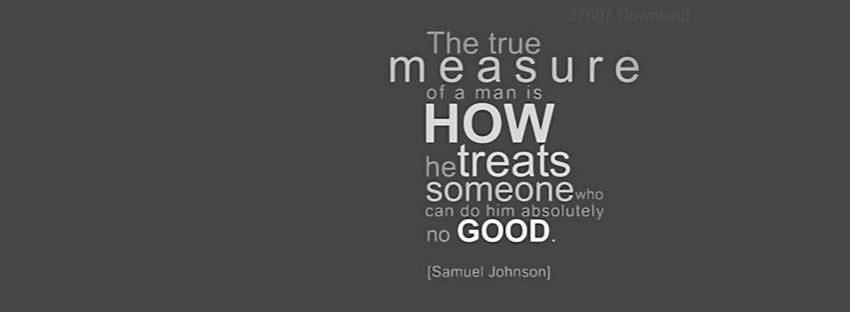 37607 Download
The true
measure
of a man is
HOW
he treats
someone who
can do him absolutely
no GOOD.
[Samuel Johnson]